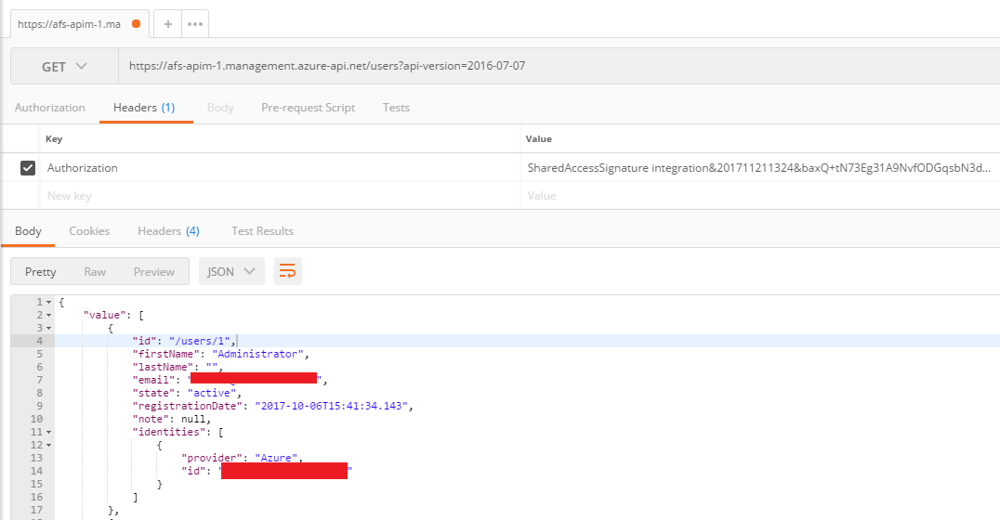 https://afs-apim-1.ma
GET https://afs-apim-1.management.azure-api.net/users?api-version=2016-07-07
Authorization Headers (1) Body Pre-request Script Tests
Key Value
Authorization SharedAccessSignature integration&201711211324&baxQ+tN73Eg31A9NvfODGqsbN3d...
New key Value
Body Cookies Headers (4) Test Results
Pretty Raw Preview JSON
1 {
2 "value": [
3 {
4 "id": "/users/1",
5 "firstName": "Administrator",
6 "lastName": "",
7 "email": "",
8 "state": "active",
9 "registrationDate": "2017-10-06T15:41:34.143",
10 "note": null,
11 "identities": [
12 {
13 "provider": "Azure",
14 "id": ""
15 }
16 ]
17 },